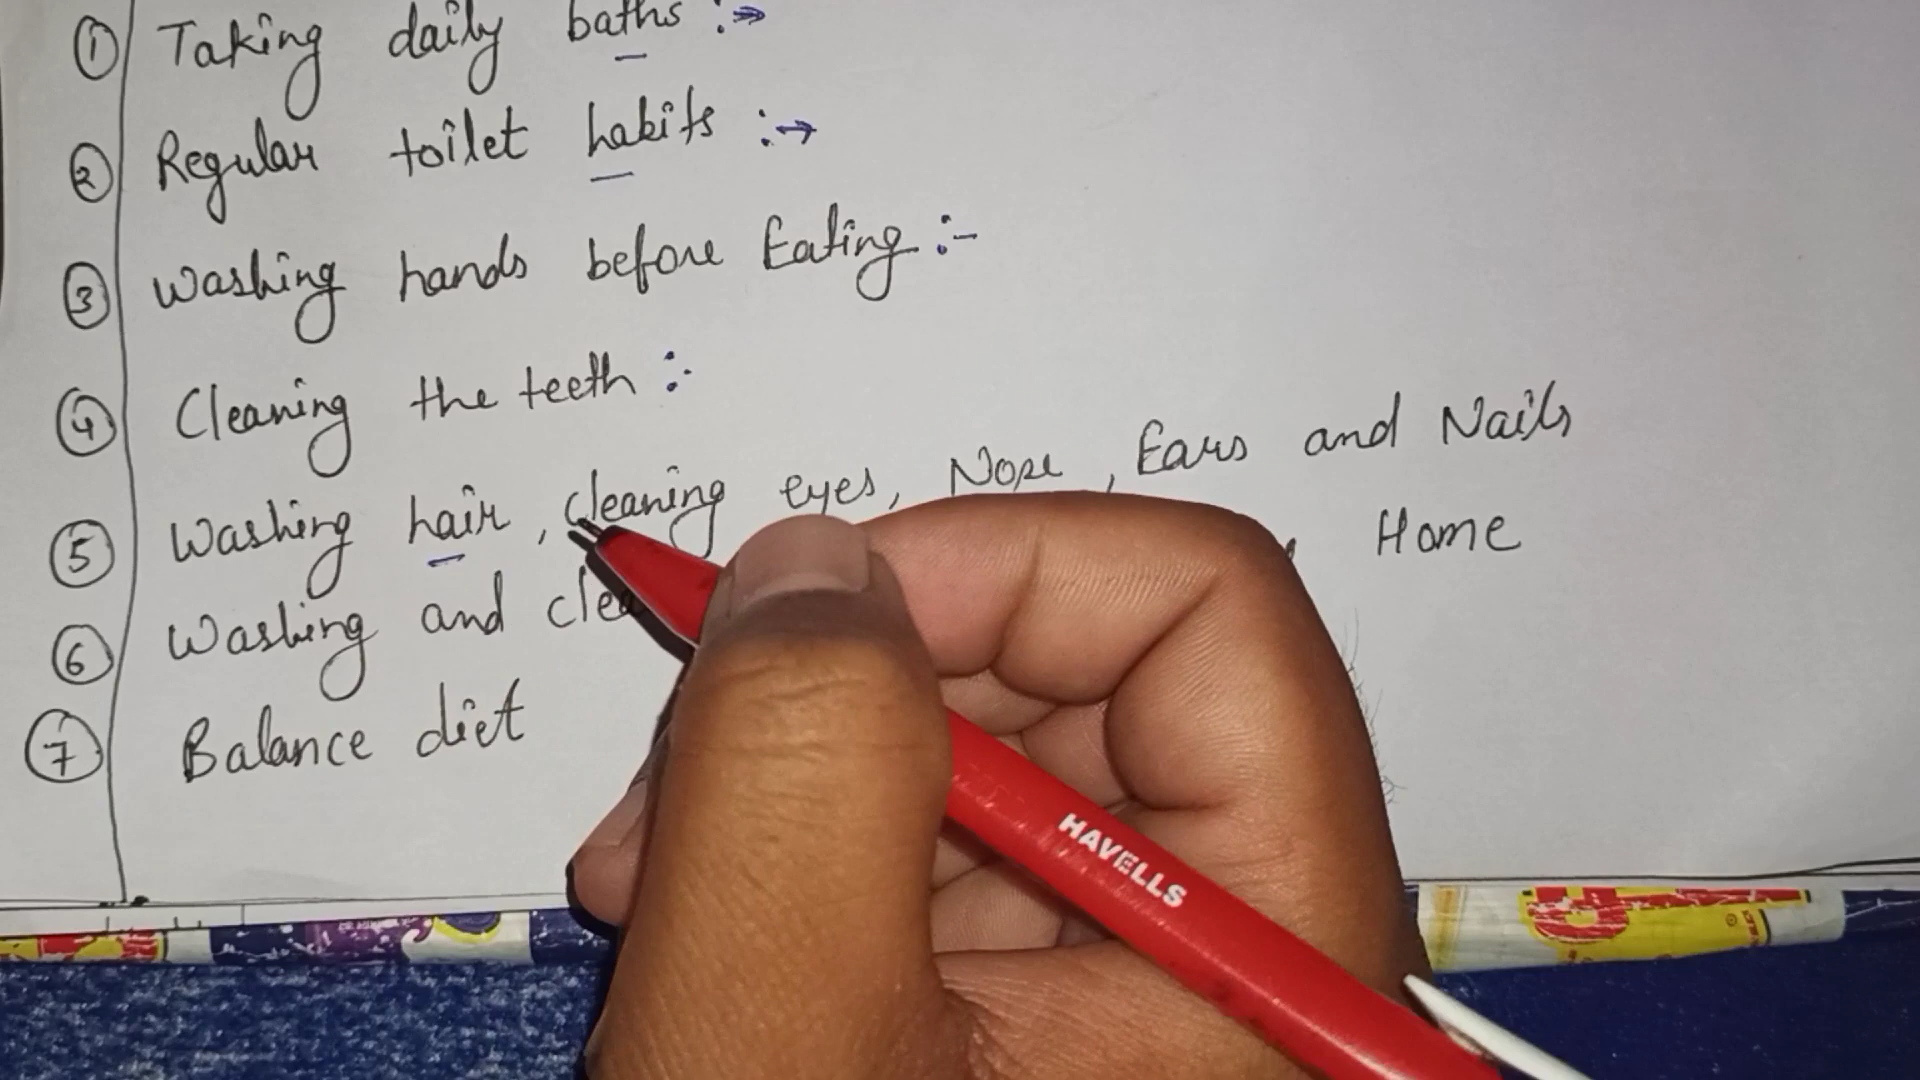 ① Taking daily baths :→
② Regular toilet habits :→
③ Washing hands before Eating :-
④ Cleaning the teeth :-
⑤ Washing hair, cleaning eyes, Nose, Ears and Nails
⑥ Washing and clea Home
⑦ Balance diet
HAVELLS